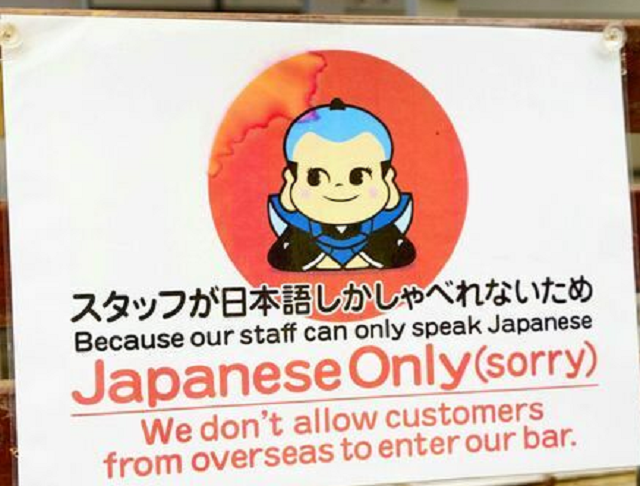 スタッフが日本語しかしゃべれないため
Because our staff can only speak Japanese
Japanese Only(sorry)
We don't allow customers
from overseas to enter our bar.